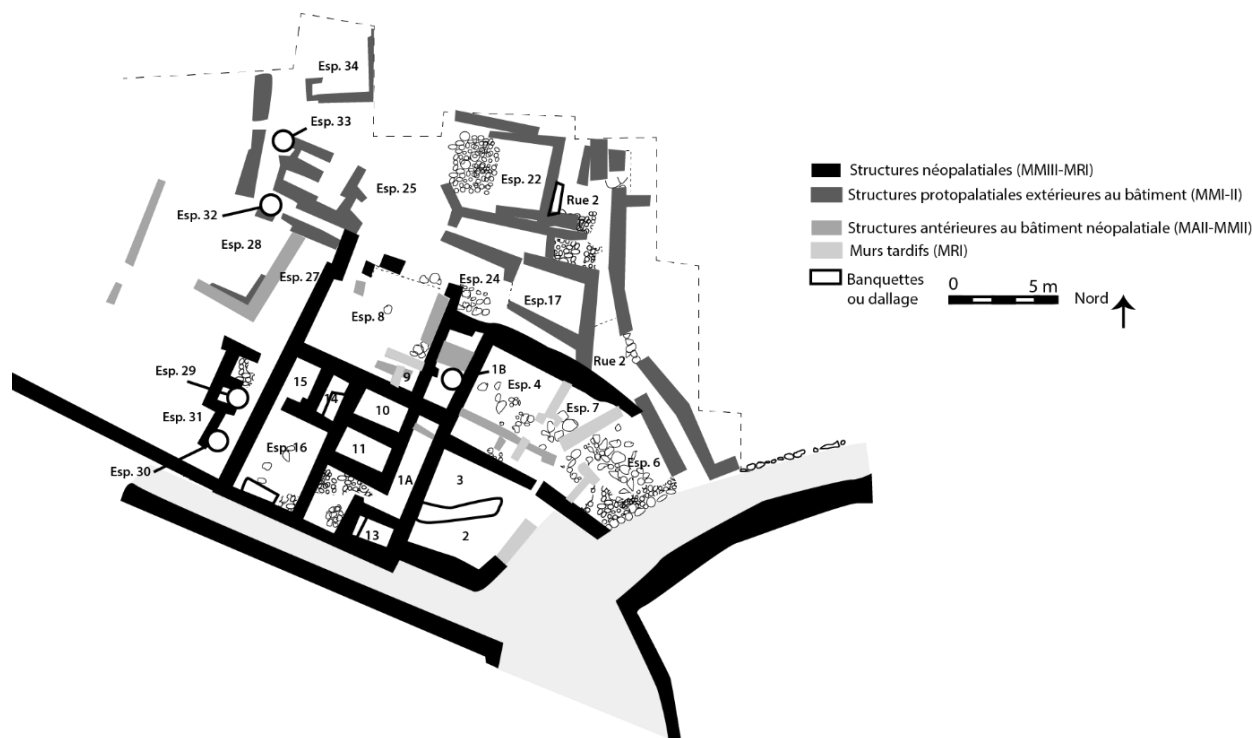 Esp. 34
Esp. 33
Esp. 25
Esp. 22
Rue 2
Esp. 32
Esp. 28
Esp. 27
Esp. 24
Esp.17
Esp. 8
Rue 2
1B
Esp. 4
Esp. 29
15
14
9
10
Esp. 7
Esp. 31
Esp. 16
11
Esp. 6
Esp. 30
1A
3
13
2
Structures néopalatiales (MMIII-MRI)
Structures protopalatiales extérieures au bâtiment (MMI-II)
Structures antérieures au bâtiment néopalatiale (MAII-MMII)
Murs tardifs (MRI)
Banquettes
ou dallage
0 5 m
Nord